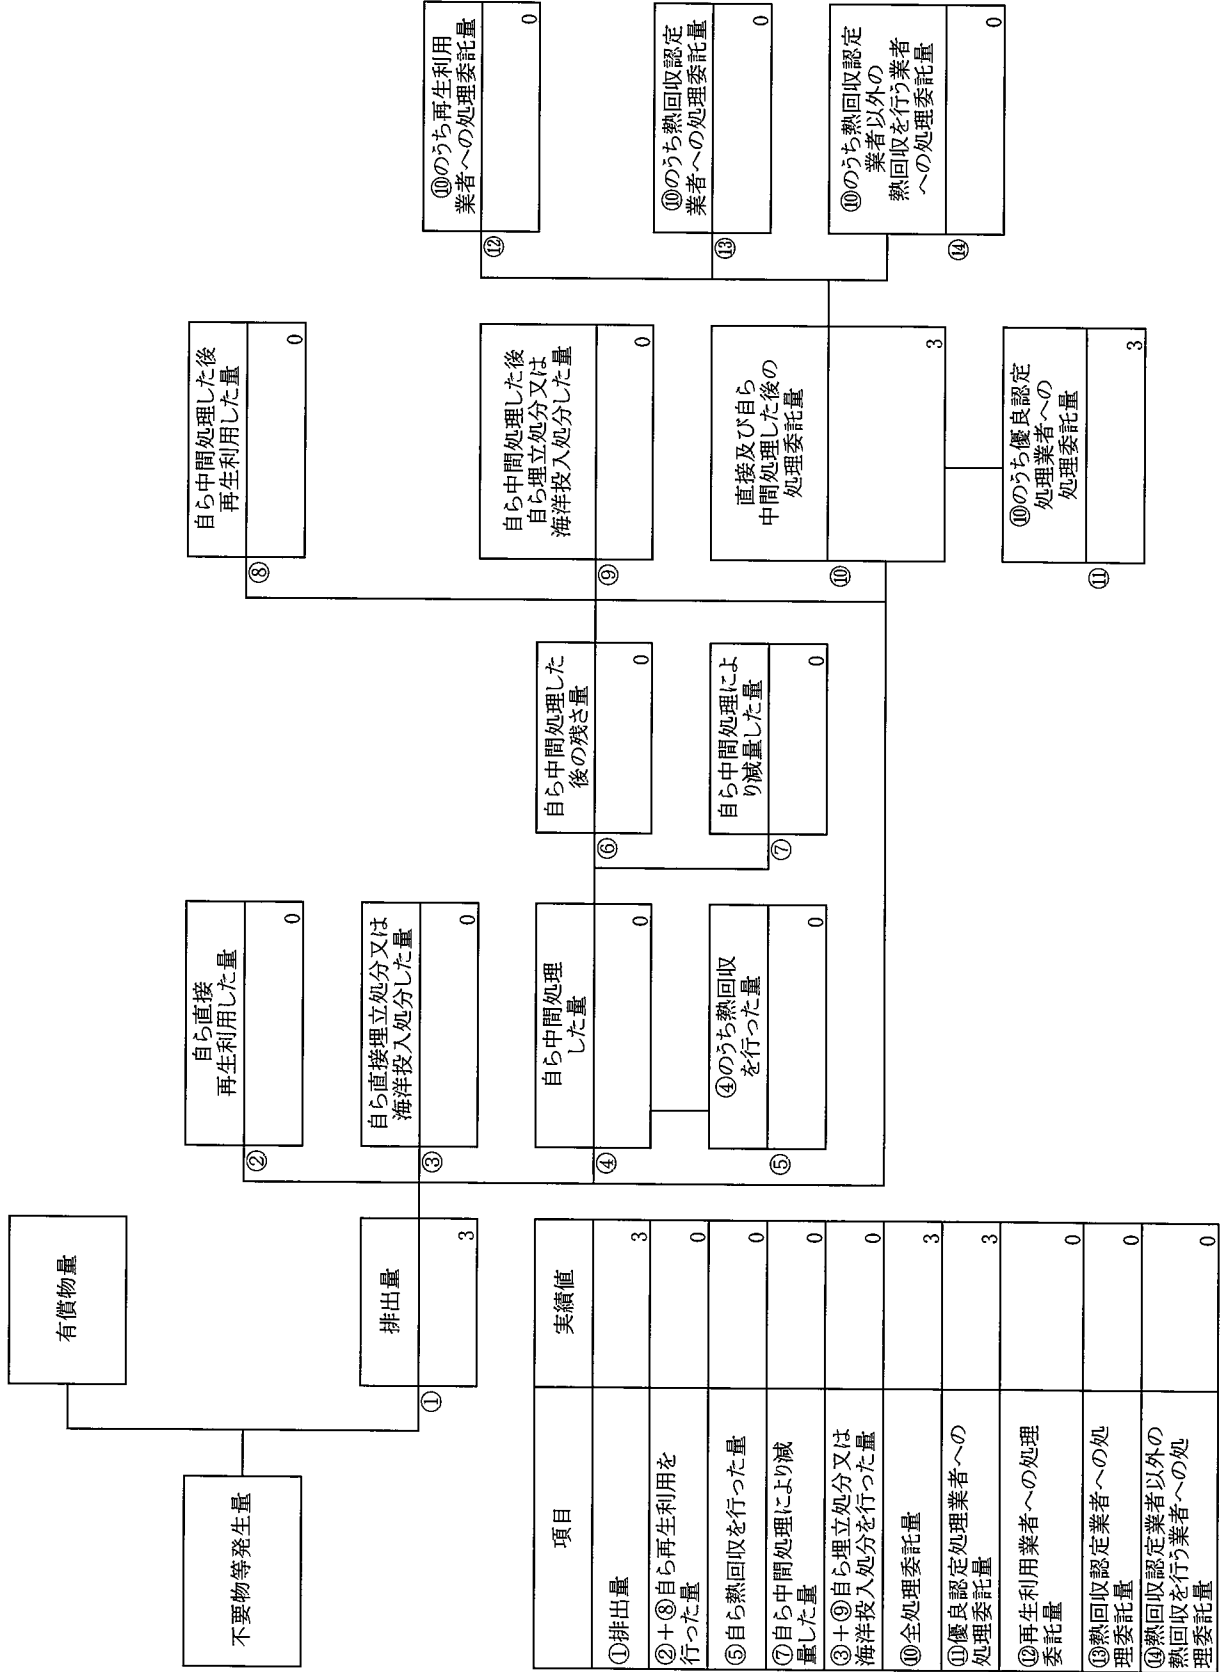 不要物等発生量
有償物量
①
排出量
3
②
自ら直接
再生利用した量
0
③
自ら直接埋立処分又は
海洋投入処分した量
0
④
自ら中間処理
した量
0
⑤
④のうち熱回収
を行った量
0
⑥
自ら中間処理した
後の残さ量
0
⑦
自ら中間処理によ
り減量した量
0
⑧
自ら中間処理した後
再生利用した量
0
⑨
自ら中間処理した後
自ら埋立処分又は
海洋投入処分した量
0
⑩
直接及び自ら
中間処理した後の
処理委託量
3
⑪
⑩のうち優良認定
処理業者への
処理委託量
3
⑫
⑩のうち再生利用
業者への処理委託量
0
⑬
⑩のうち熱回収認定
業者への処理委託量
0
⑭
⑩のうち熱回収認定
業者以外の
熱回収を行う業者
への処理委託量
0
項目 実績値
①排出量 3
②+⑧自ら再生利用を
行った量 0
⑤自ら熱回収を行った量 0
⑦自ら中間処理により減
量した量 0
③+⑨自ら埋立処分又は
海洋投入処分を行った量 0
⑩全処理委託量 3
⑪優良認定処理業者への
処理委託量 3
⑫再生利用業者への処理
委託量 0
⑬熱回収認定業者への処
理委託量 0
⑭熱回収認定業者以外の
熱回収を行う業者への処
理委託量 0